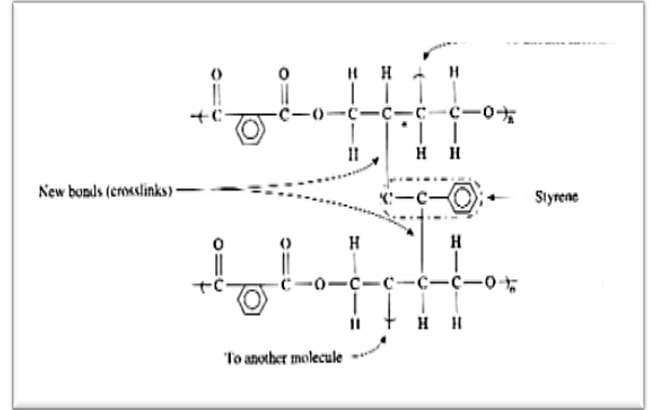 O O H H H
C C O C C C C O n
H H H
New bonds (crosslinks)
C C Styrene
O O H H
C C O C C C C O n
H H H
To another molecule